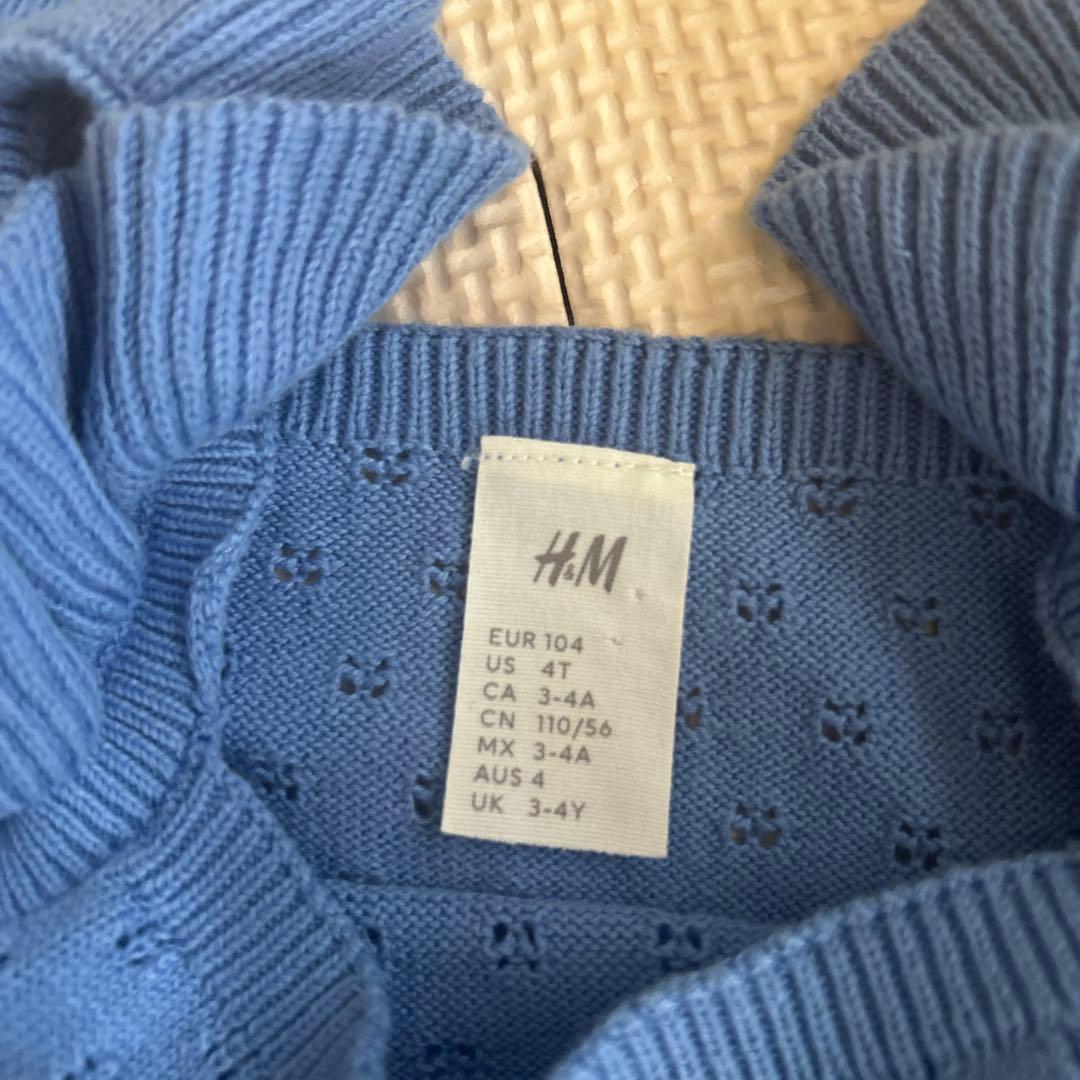 H&M
EUR 104
US 4T
CA 3-4A
CN 110/56
MX 3-4A
AUS 4
UK 3-4Y